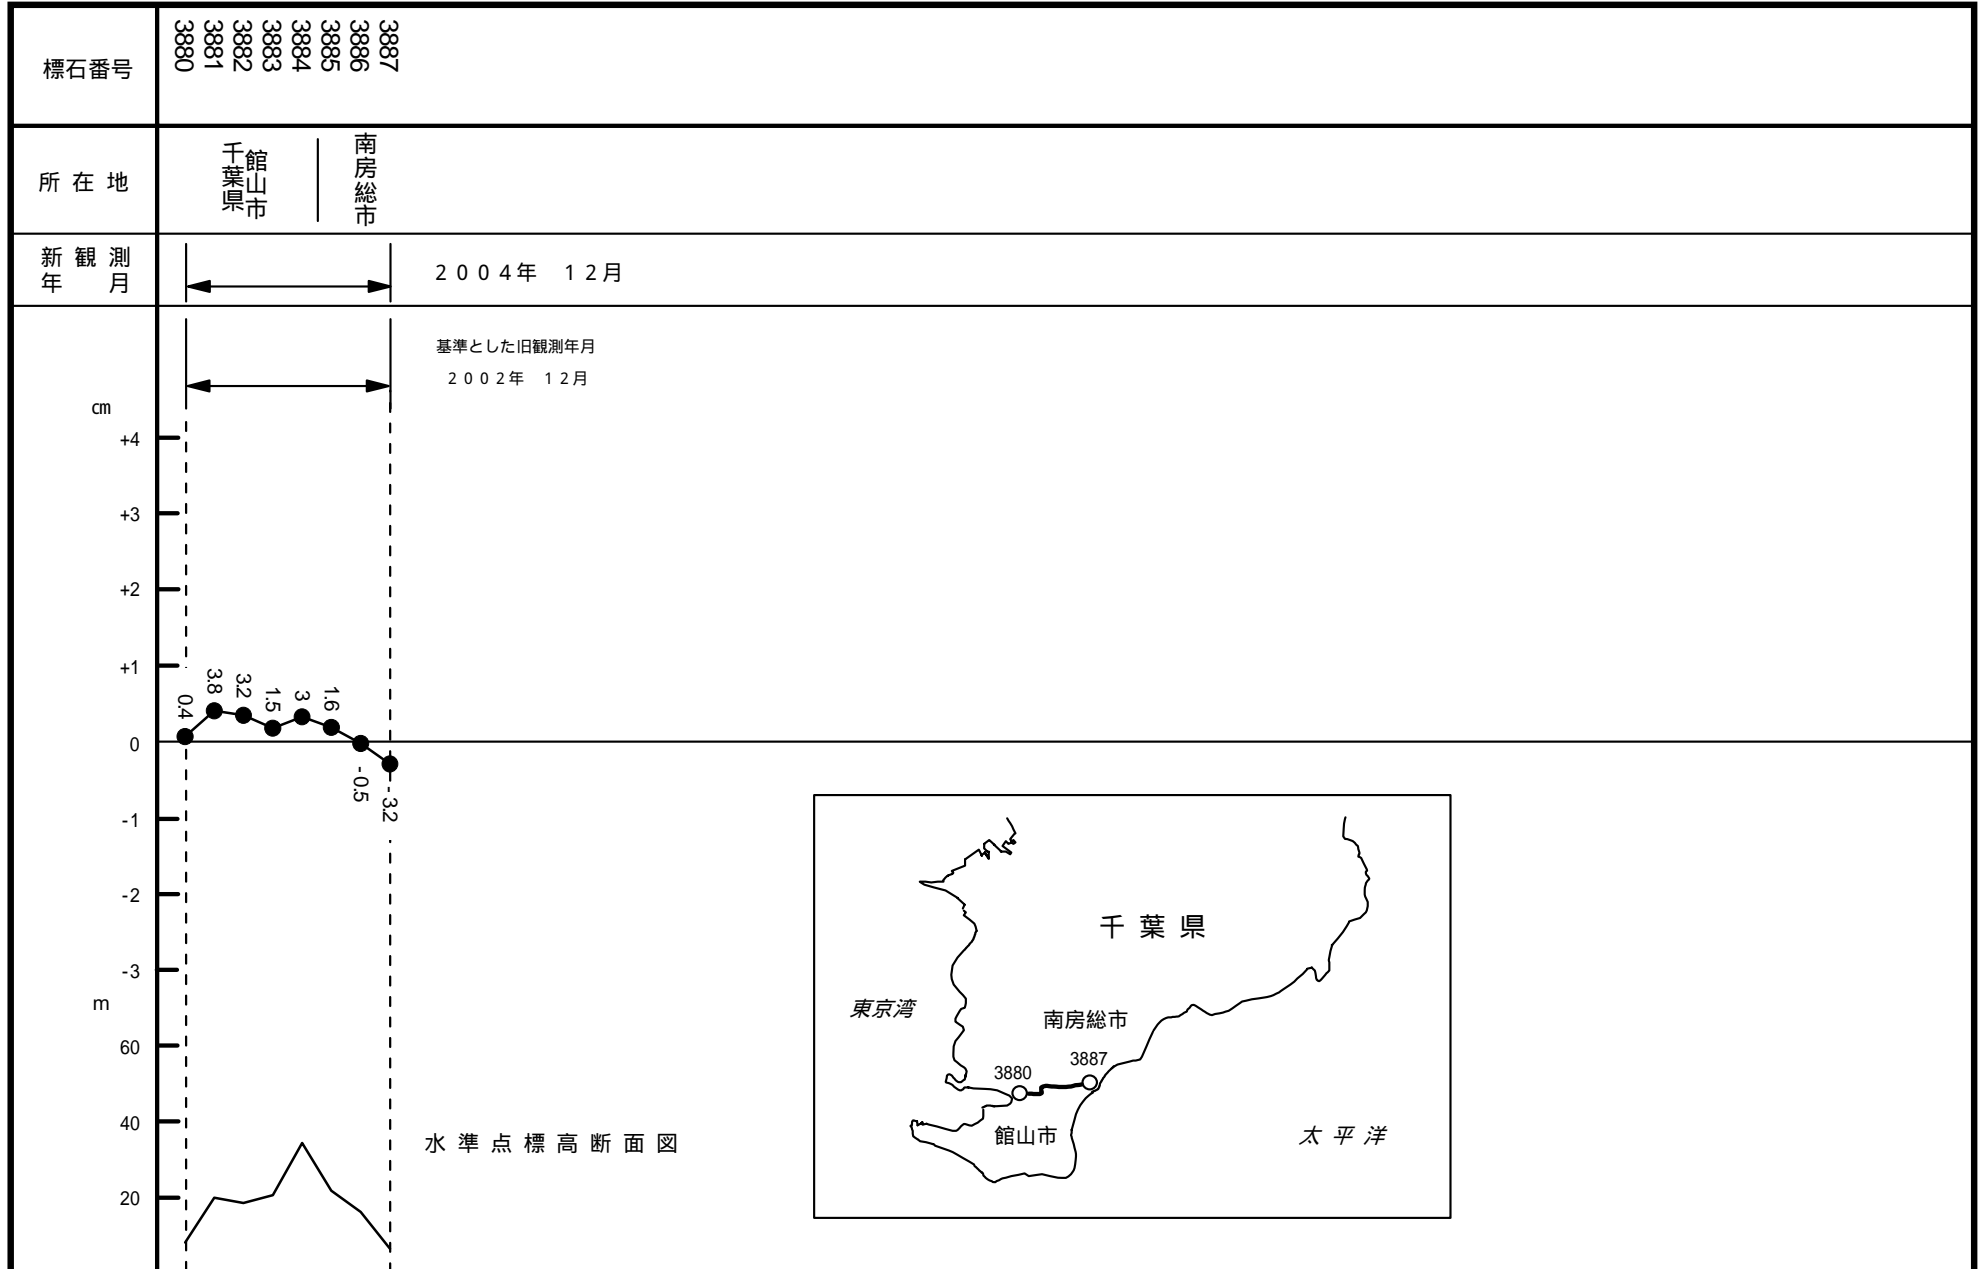 標石番号
3880
3881
3882
3883
3884
3885
3886
3887
所在地
千葉県
館山市
南房総市
新観測
年月
2004年 12月
基準とした旧観測年月
2002年 12月
cm
+4
+3
+2
+1
0
-1
-2
-3
0.4
3.8
3.2
1.5
3
1.6
-0.5
-3.2
m
60
40
20
水準点標高断面図
千葉県
東京湾
南房総市
3887
3880
館山市
太平洋